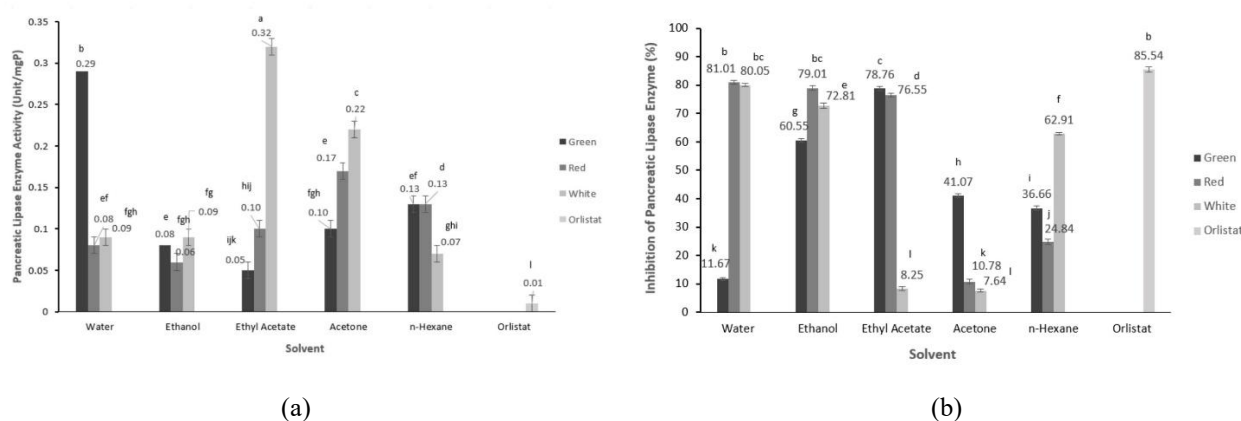 0.35
0.3
0.25
0.2
0.15
0.1
0.05
0
Pancreatic Lipase Enzyme Activity (Unit/mgP)
b
0.29
ef
0.08
fgh
0.09
e
0.08
fgh
0.06
fg
0.09
ijk
0.05
hij
0.10
a
0.32
fgh
0.10
e
0.17
c
0.22
ef
0.13
d
0.13
ghi
0.07
l
0.01
Water Ethanol Ethyl Acetate Acetone n-Hexane Orlistat
Solvent
Green
Red
White
Orlistat
(a)
100
90
80
70
60
50
40
30
20
10
0
Inhibition of Pancreatic Lipase Enzyme (%)
k
11.67
b
81.01
bc
80.05
g
60.55
bc
79.01
e
72.81
c
78.76
d
76.55
l
8.25
h
41.07
k
10.78
l
7.64
i
36.66
j
24.84
f
62.91
b
85.54
Water Ethanol Ethyl Acetate Acetone n-Hexane Orlistat
Solvent
Green
Red
White
Orlistat
(b)